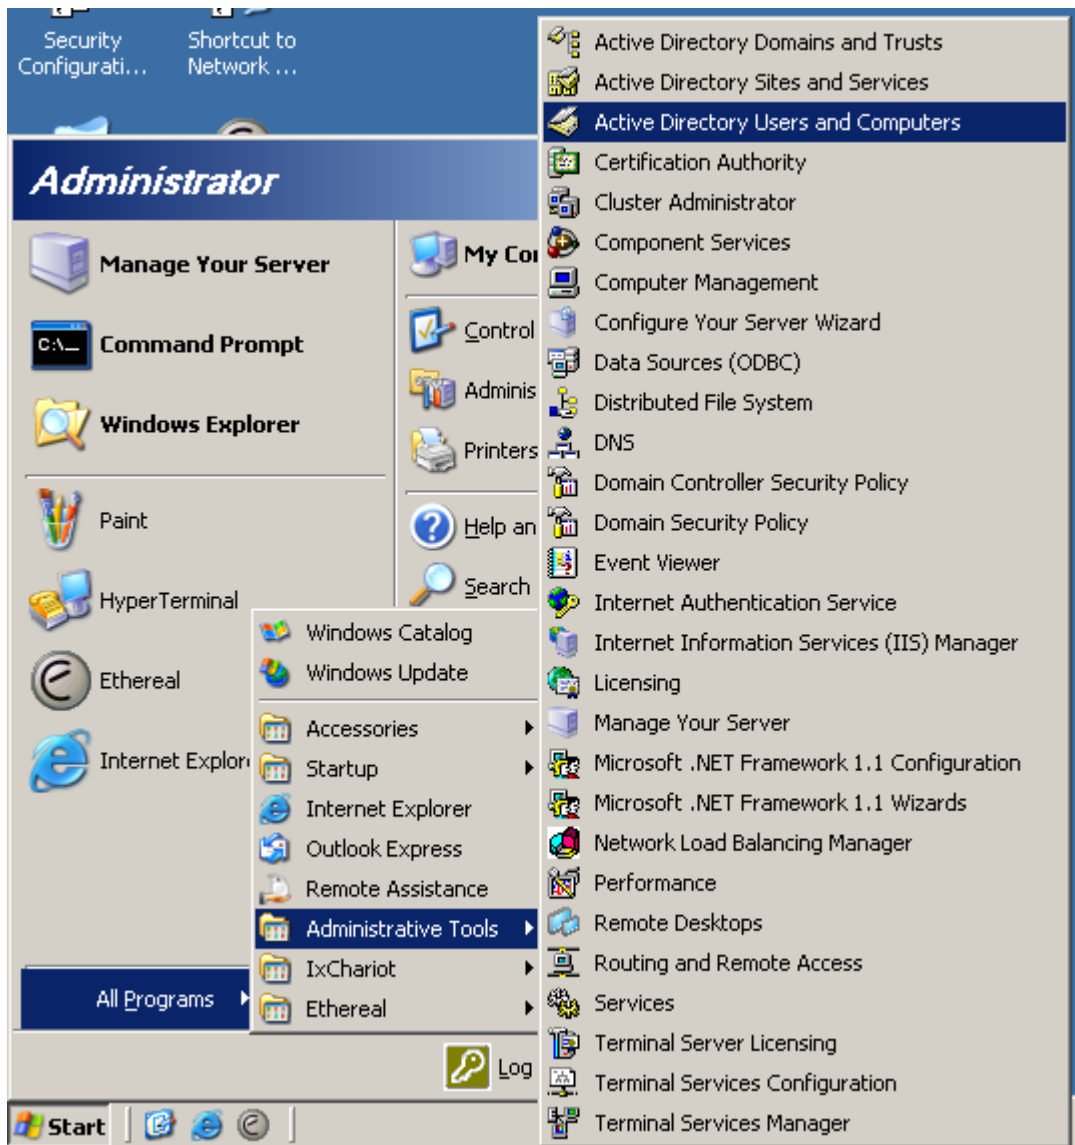 Security
Configurati...
Shortcut to
Network ...
Administrator
Manage Your Server
Command Prompt
Windows Explorer
Paint
HyperTerminal
Ethereal
Internet Explor
All Programs
My Co
Control
Adminis
Printers
Help an
Search
Log
Windows Catalog
Windows Update
Accessories
Startup
Internet Explorer
Outlook Express
Remote Assistance
Administrative Tools
IxChariot
Ethereal
Active Directory Domains and Trusts
Active Directory Sites and Services
Active Directory Users and Computers
Certification Authority
Cluster Administrator
Component Services
Computer Management
Configure Your Server Wizard
Data Sources (ODBC)
Distributed File System
DNS
Domain Controller Security Policy
Domain Security Policy
Event Viewer
Internet Authentication Service
Internet Information Services (IIS) Manager
Licensing
Manage Your Server
Microsoft .NET Framework 1.1 Configuration
Microsoft .NET Framework 1.1 Wizards
Network Load Balancing Manager
Performance
Remote Desktops
Routing and Remote Access
Services
Terminal Server Licensing
Terminal Services Configuration
Terminal Services Manager
Start